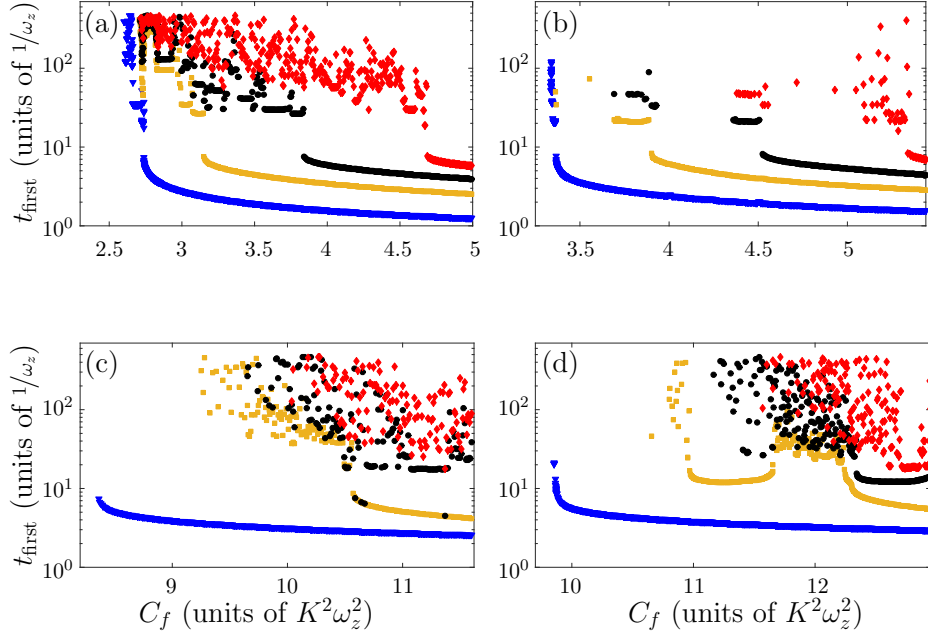 (a)
(b)
t_first (units of 1/ω_z)
10^2
10^1
10^0
2.5 3 3.5 4 4.5 5
10^2
10^1
10^0
3.5 4 4.5 5
(c)
(d)
t_first (units of 1/ω_z)
10^2
10^1
10^0
9 10 11
C_f (units of K^2ω_z^2)
10^2
10^1
10^0
10 11 12
C_f (units of K^2ω_z^2)